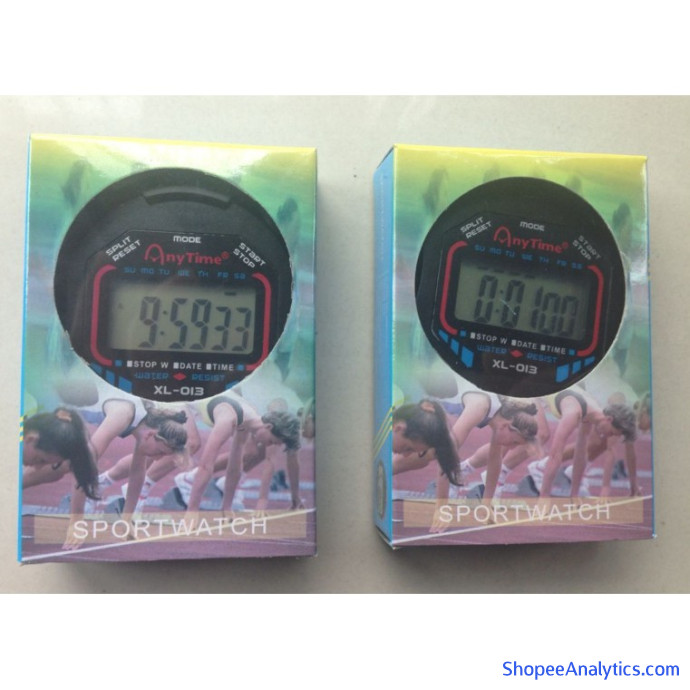 SPLIT
RESET
MODE
START
STOP
AnyTime®
SU MO TU WE TH FR SA
9:5933
STOP W DATE TIME
WATER RESIST
XL-013
SPORTWATCH
SPLIT
RESET
MODE
START
STOP
AnyTime®
SU MO TU WE TH FR SA
0:0100
STOP W DATE TIME
WATER RESIST
XL-013
SPORTWATCH
ShopeeAnalytics.com